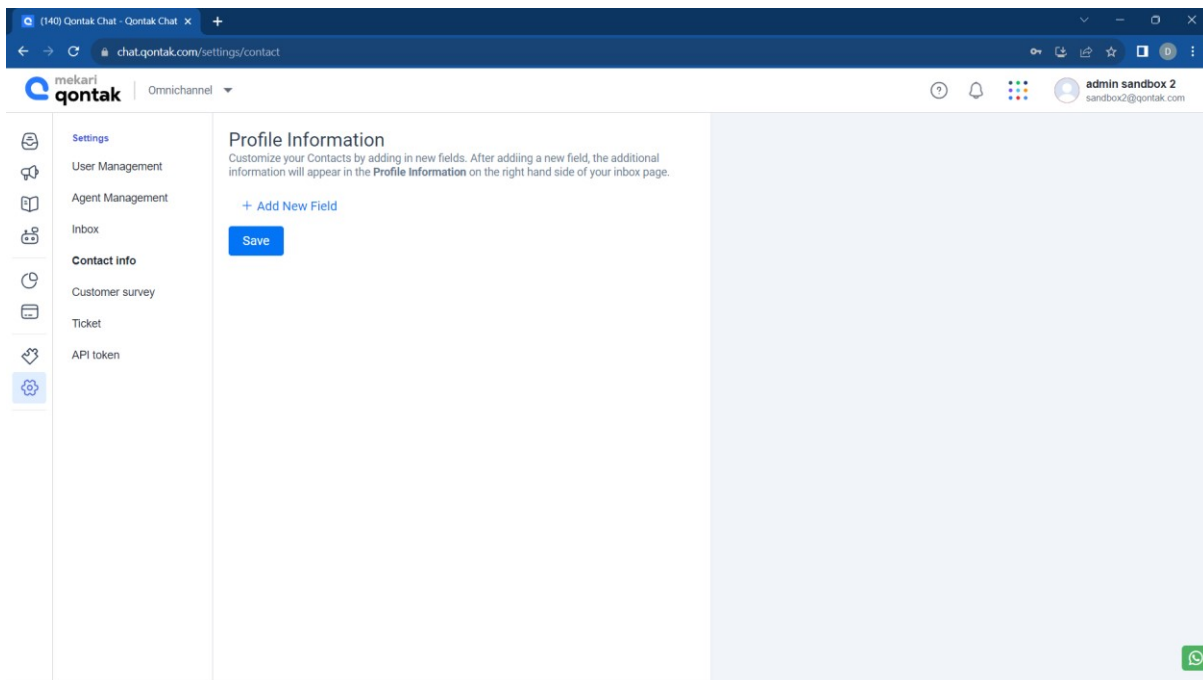 (140) Qontak Chat - Qontak Chat
chat.qontak.com/settings/contact
D
mekari
qontak
Omnichannel
admin sandbox 2
sandbox2@qontak.com
Settings
User Management
Agent Management
Inbox
Contact info
Customer survey
Ticket
API token
Profile Information
Customize your Contacts by adding in new fields. After addiing a new field, the additional
information will appear in the Profile Information on the right hand side of your inbox page.
+ Add New Field
Save